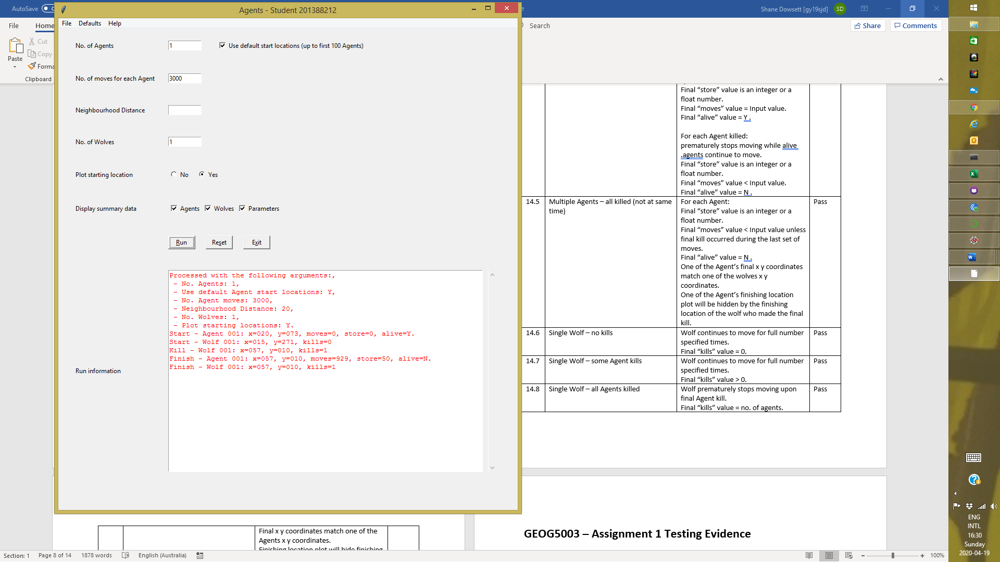 AutoSave
Agents - Student 201388212
Shane Dowsett [gy19sjd]
SD
File
Home
Search
Share
Comments
Cut
Copy
Paste
Forma
Clipboard
File Defaults Help
No. of Agents
1
Use default start locations (up to first 100 Agents)
No. of moves for each Agent
3000
Neighbourhood Distance
No. of Wolves
1
Plot starting location
No
Yes
Display summary data
Agents
Wolves
Parameters
Run
Reset
Exit
Run information
Processed with the following arguments:,
- No. Agents: 1,
- Use default Agent start locations: Y,
- No. Agent moves: 3000,
- Neighbourhood Distance: 20,
- No. Wolves: 1,
- Plot starting locations: Y.
Start - Agent 001: x=020, y=073, moves=0, store=0, alive=Y.
Start - Wolf 001: x=015, y=271, kills=0
Kill - Wolf 001: x=057, y=010, kills=1
Finish - Agent 001: x=057, y=010, moves=929, store=50, alive=N.
Finish - Wolf 001: x=057, y=010, kills=1
Final “store” value is an integer or a
float number.
Final “moves” value = Input value.
Final “alive” value = Y .
For each Agent killed:
prematurely stops moving while alive
.agents continue to move.
Final “store” value is an integer or a
float number.
Final “moves” value < Input value.
Final “alive” value = N .
14.5
Multiple Agents – all killed (not at same
time)
For each Agent:
Final “store” value is an integer or a
float number.
Final “moves” value < Input value unless
final kill occurred during the last set of
moves.
Final “alive” value = N .
One of the Agent’s final x y coordinates
match one of the wolves x y
coordinates.
One of the Agent’s finishing location
plot will be hidden by the finishing
location of the wolf who made the final
kill.
Pass
14.6
Single Wolf – no kills
Wolf continues to move for full number
specified times.
Final “kills” value = 0.
Pass
14.7
Single Wolf – some Agent kills
Wolf continues to move for full number
specified times.
Final “kills” value > 0.
Pass
14.8
Single Wolf – all Agents killed
Wolf prematurely stops moving upon
final Agent kill.
Final “kills” value = no. of agents.
Pass
Final x y coordinates match one of the
Agents x y coordinates.
Finishing location plot will hide finishing
GEOG5003 – Assignment 1 Testing Evidence
Section: 1 Page 8 of 14 1878 words English (Australia)
100%
ENG
INTL
16:30
Sunday
2020-04-19